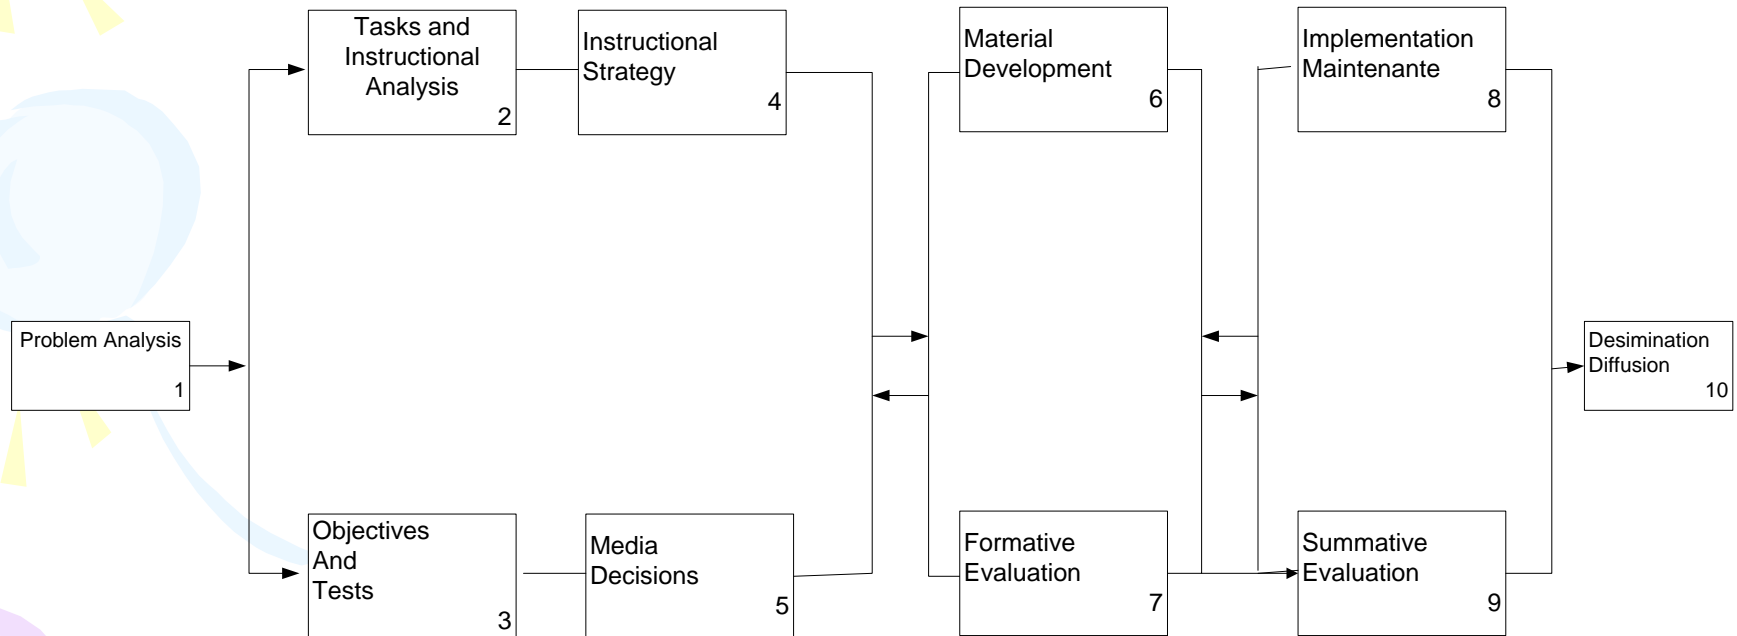 Problem Analysis
1
Tasks and
Instructional
Analysis
2
Objectives
And
Tests
3
Instructional
Strategy
4
Media
Decisions
5
Material
Development
6
Formative
Evaluation
7
Implementation
Maintenante
8
Summative
Evaluation
9
Desimination
Diffusion
10